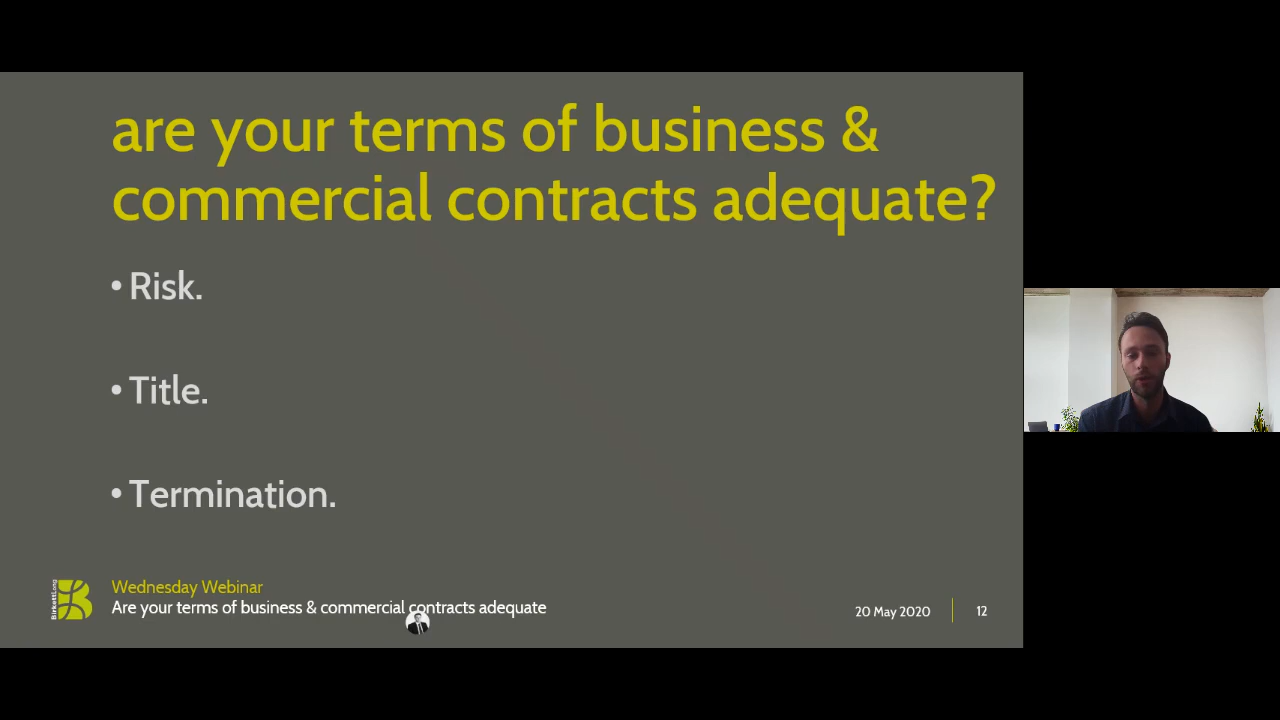 are your terms of business &
commercial contracts adequate?
• Risk.
• Title.
• Termination.
BirkettLong
Wednesday Webinar
Are your terms of business & commercial contracts adequate
20 May 2020
12